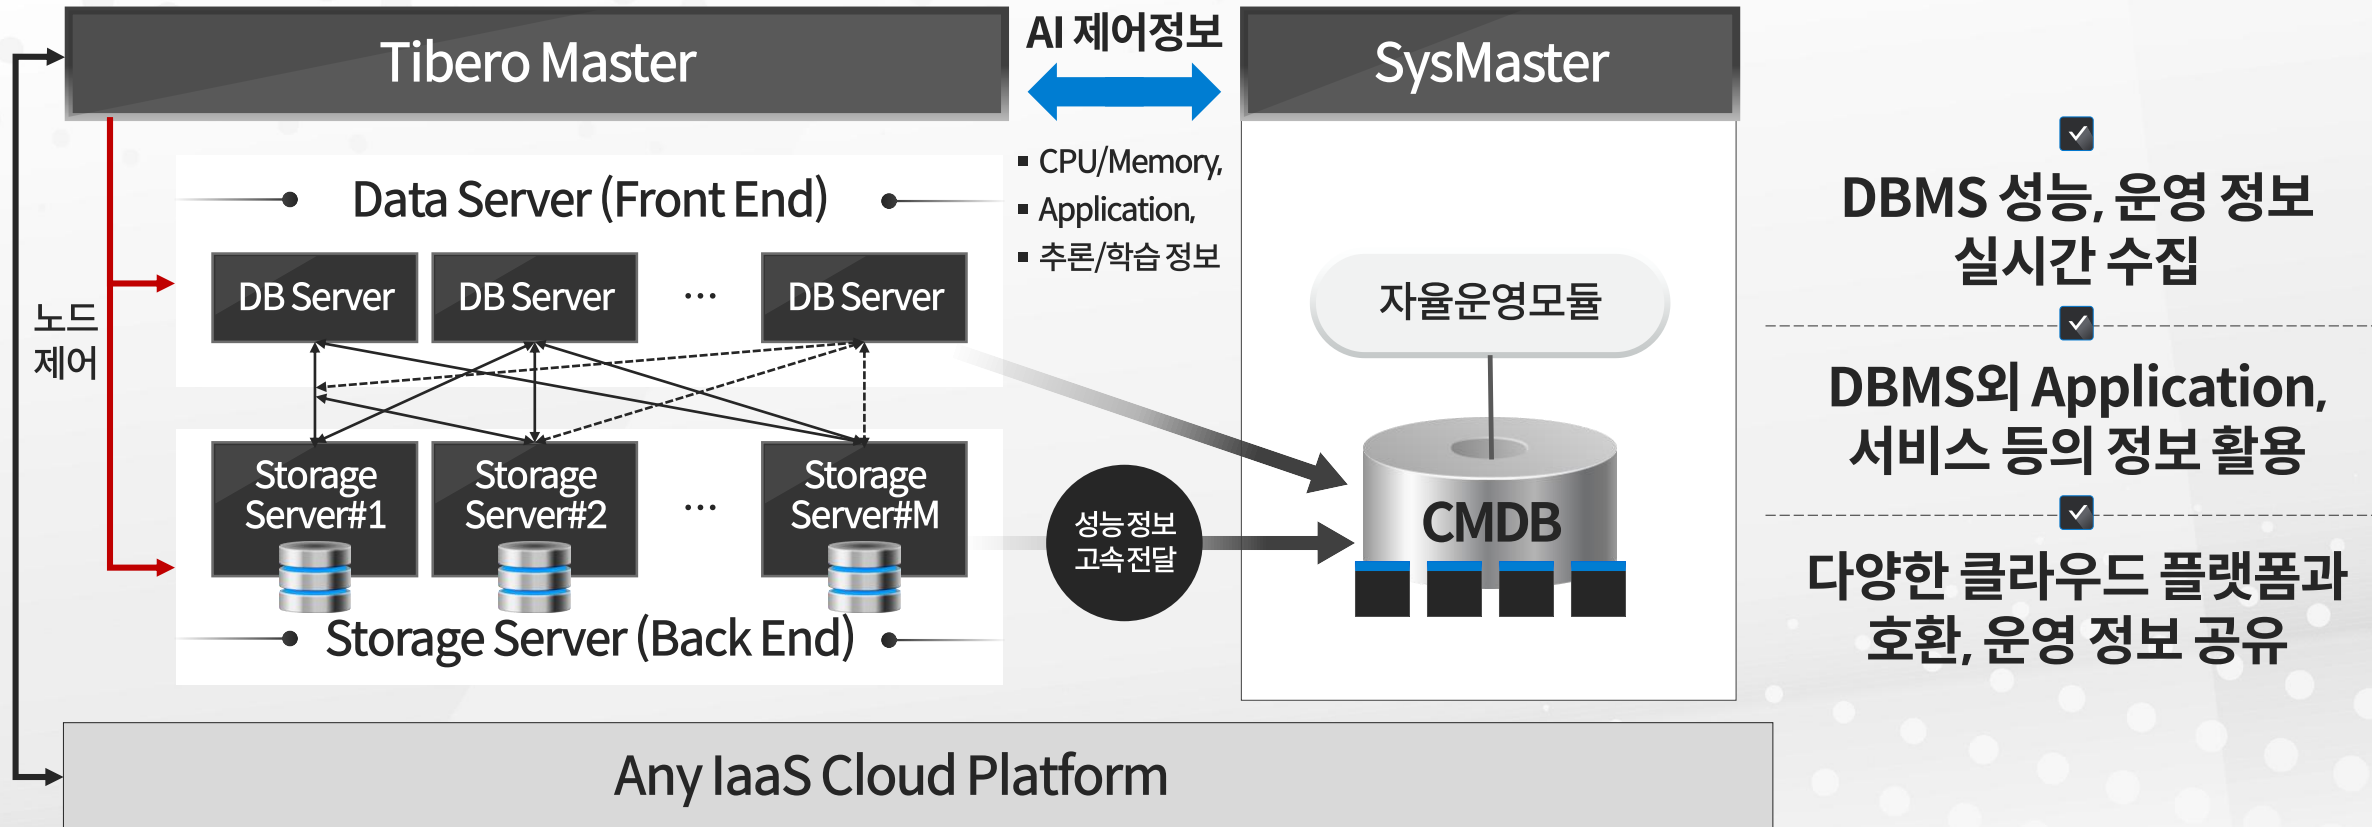 Tibero Master
AI 제어정보
SysMaster
노드
제어
Data Server (Front End)
DB Server
DB Server
...
DB Server
Storage
Server#1
Storage
Server#2
...
Storage
Server#M
Storage Server (Back End)
▪ CPU/Memory,
▪ Application,
▪ 추론/학습 정보
성능 정보
고속 전달
자율운영모듈
CMDB
DBMS 성능, 운영 정보
실시간 수집
DBMS외 Application,
서비스 등의 정보 활용
다양한 클라우드 플랫폼과
호환, 운영 정보 공유
Any IaaS Cloud Platform